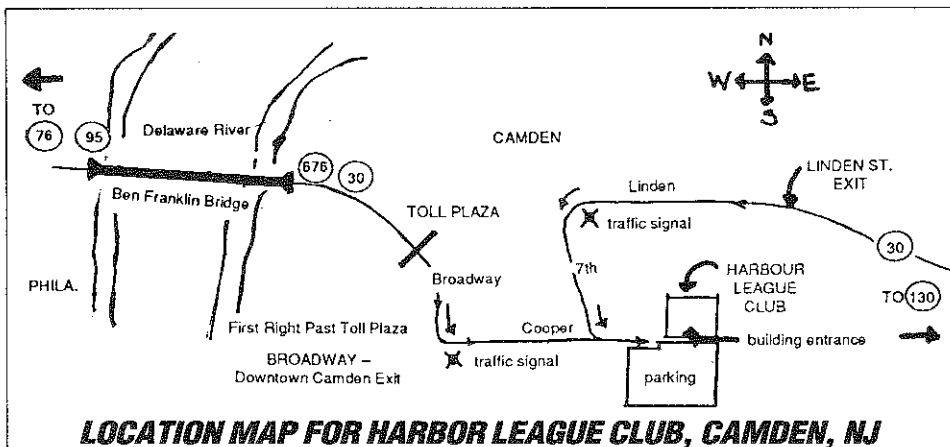 N
W E
S
TO
76 95
Delaware River
CAMDEN
676
30
Ben Franklin Bridge
LINDEN ST.
EXIT
Linden
TOLL PLAZA
traffic signal
30
PHILA.
Broadway
7th
HARBOUR
LEAGUE
CLUB
TO 130
First Right Past Toll Plaza
Cooper
building entrance
BROADWAY –
Downtown Camden Exit
traffic signal
parking
LOCATION MAP FOR HARBOR LEAGUE CLUB, CAMDEN, NJ